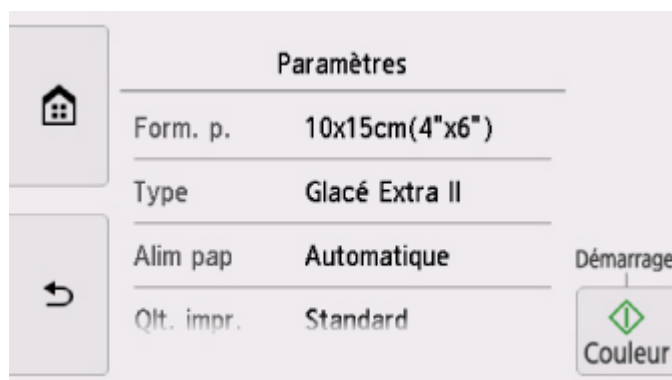 Paramètres
Form. p. 10x15cm(4"x6")
Type Glacé Extra II
Alim pap Automatique
Qlt. impr. Standard
Démarrage
Couleur